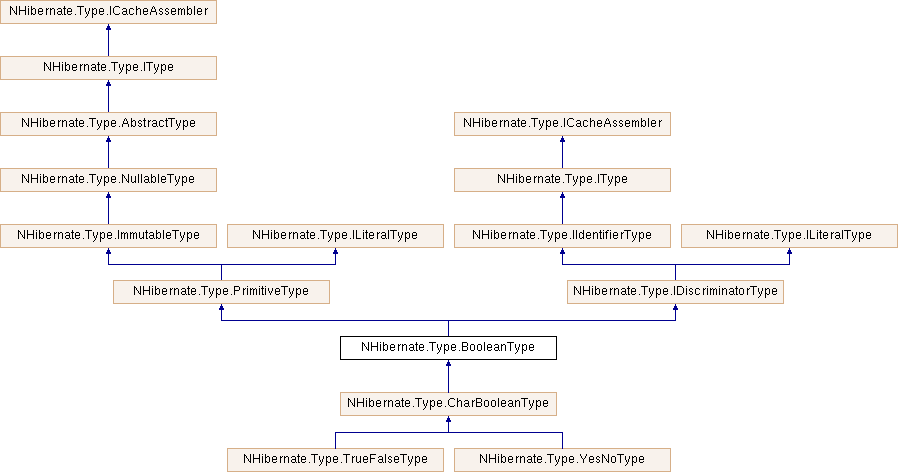 NHibernate.Type.ICacheAssembler
NHibernate.Type.IType
NHibernate.Type.AbstractType
NHibernate.Type.ICacheAssembler
NHibernate.Type.NullableType
NHibernate.Type.IType
NHibernate.Type.ImmutableType
NHibernate.Type.ILiteralType
NHibernate.Type.IIdentifierType
NHibernate.Type.ILiteralType
NHibernate.Type.PrimitiveType
NHibernate.Type.IDiscriminatorType
NHibernate.Type.BooleanType
NHibernate.Type.CharBooleanType
NHibernate.Type.TrueFalseType
NHibernate.Type.YesNoType